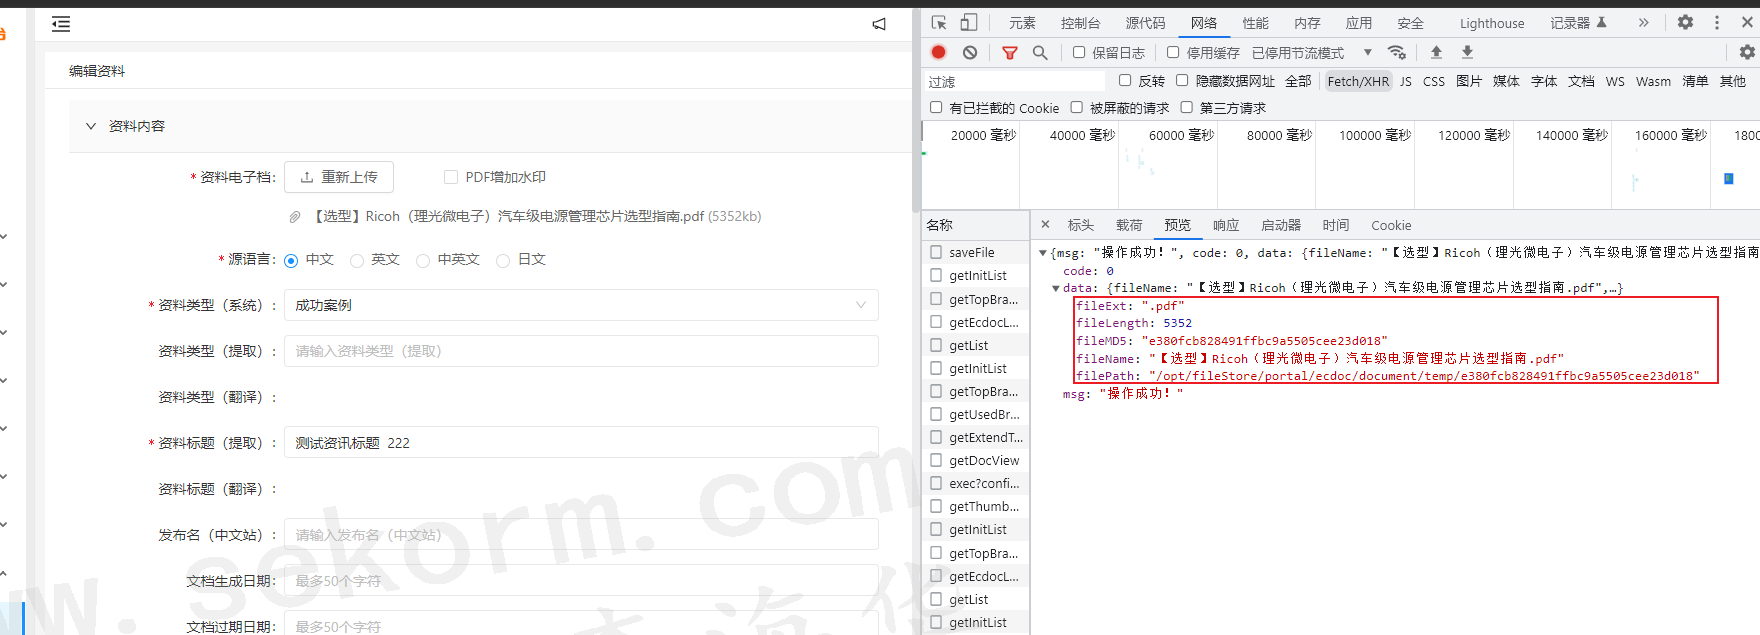 编辑资料
资料内容
* 资料电子档: 重新上传 PDF增加水印
【选型】Ricoh（理光微电子）汽车级电源管理芯片选型指南.pdf (5352kb)
* 源语言: 中文 英文 中英文 日文
* 资料类型（系统）: 成功案例
资料类型（提取）: 请输入资料类型（提取）
资料类型（翻译）:
* 资料标题（提取）: 测试资讯标题 222
资料标题（翻译）:
发布名（中文站）: 请输入发布名（中文站）
文档生成日期: 最多50个字符
文档过期日期: 最多50个字符
www.sekorm.com
元素 控制台 源代码 网络 性能 内存 应用 安全 Lighthouse 记录器
保留日志 停用缓存 已停用节流模式
过滤 反转 隐藏数据网址 全部 Fetch/XHR JS CSS 图片 媒体 字体 文档 WS Wasm 清单 其他
有已拦截的 Cookie 被屏蔽的请求 第三方请求
20000 毫秒 40000 毫秒 60000 毫秒 80000 毫秒 100000 毫秒 120000 毫秒 140000 毫秒 160000 毫秒 1800
名称
saveFile
getInitList
getTopBra...
getEcdocL...
getList
getInitList
getTopBra...
getUsedBr...
getExtendT...
getDocView
exec?confi...
getThumb...
getInitList
getTopBra...
getEcdocL...
getList
getInitList
× 标头 载荷 预览 响应 启动器 时间 Cookie
▼{msg: "操作成功！", code: 0, data: {fileName: "【选型】Ricoh（理光微电子）汽车级电源管理芯片选型指南
code: 0
▼data: {fileName: "【选型】Ricoh（理光微电子）汽车级电源管理芯片选型指南.pdf",…}
fileExt: ".pdf"
fileLength: 5352
fileMD5: "e380fcb828491ffbc9a5505cee23d018"
fileName: "【选型】Ricoh（理光微电子）汽车级电源管理芯片选型指南.pdf"
filePath: "/opt/fileStore/portal/ecdoc/document/temp/e380fcb828491ffbc9a5505cee23d018"
msg: "操作成功！"